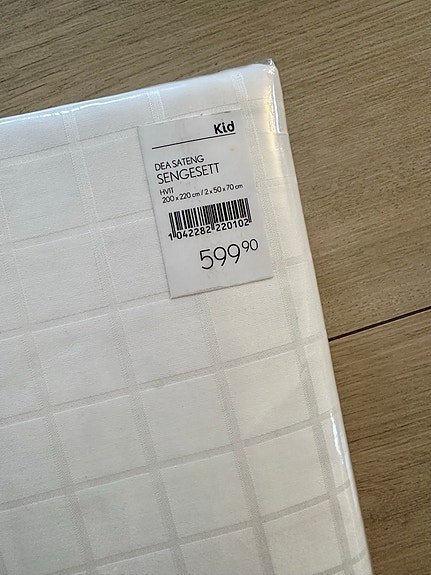 Kid
DEA SATENG
SENGESETT
HVIT
200 x 220 cm / 2 x 50 x 70 cm
1 042282 220102
599 90